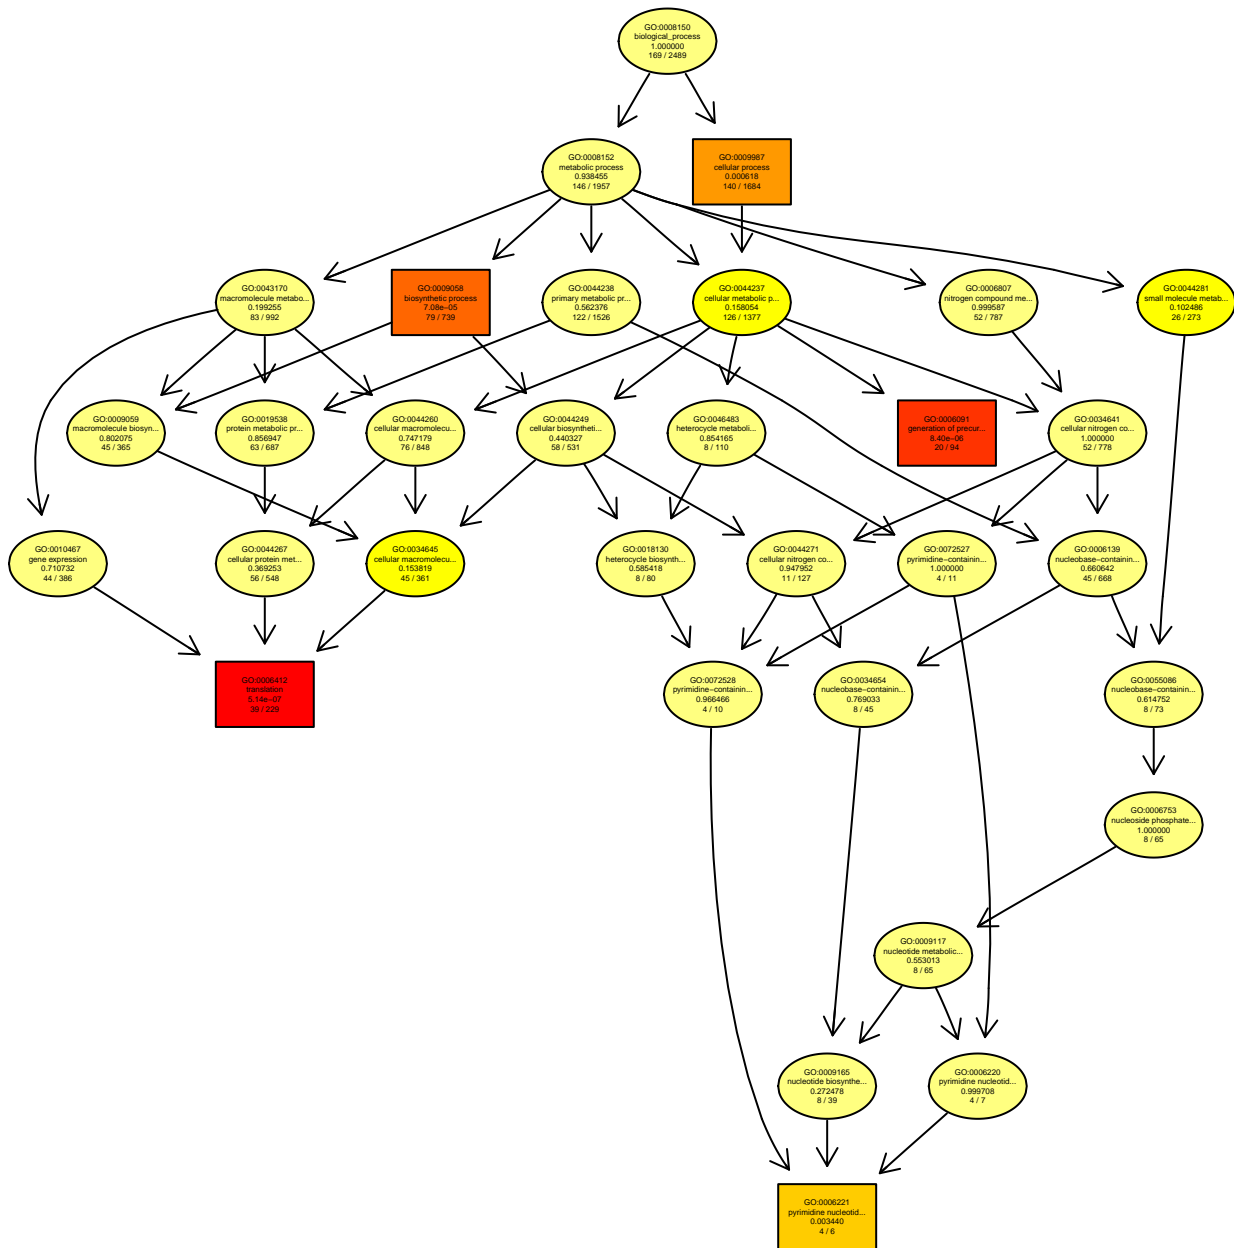 GO:0008150
biological_process
1.000000
169 / 2489
GO:0008152
metabolic process
0.938455
146 / 1957
GO:0009987
cellular process
0.000618
140 / 1684
GO:0043170
macromolecule metabo...
0.199255
83 / 992
GO:0009058
biosynthetic process
7.08e-05
79 / 739
GO:0044238
primary metabolic pr...
0.562376
122 / 1526
GO:0044237
cellular metabolic p...
0.158054
126 / 1377
GO:0006807
nitrogen compound me...
0.999587
52 / 787
GO:0044281
small molecule metab...
0.102486
26 / 273
GO:0009059
macromolecule biosyn...
0.802075
45 / 365
GO:0019538
protein metabolic pr...
0.856947
63 / 687
GO:0044260
cellular macromolecu...
0.747179
76 / 848
GO:0044249
cellular biosyntheti...
0.440327
58 / 531
GO:0046483
heterocycle metaboli...
0.854165
8 / 110
GO:0006091
generation of precur...
8.40e-06
20 / 94
GO:0034641
cellular nitrogen co...
1.000000
52 / 778
GO:0010467
gene expression
0.710732
44 / 386
GO:0044267
cellular protein met...
0.369253
56 / 548
GO:0034645
cellular macromolecu...
0.153819
45 / 361
GO:0018130
heterocycle biosynth...
0.585418
8 / 80
GO:0044271
cellular nitrogen co...
0.947952
11 / 127
GO:0072527
pyrimidine-containin...
1.000000
4 / 11
GO:0006139
nucleobase-containin...
0.660642
45 / 668
GO:0006412
translation
5.14e-07
39 / 229
GO:0072528
pyrimidine-containin...
0.966466
4 / 10
GO:0034654
nucleobase-containin...
0.769033
8 / 45
GO:0055086
nucleobase-containin...
0.614752
8 / 73
GO:0006753
nucleoside phosphate...
1.000000
8 / 65
GO:0009117
nucleotide metabolic...
0.553013
8 / 65
GO:0009165
nucleotide biosynthe...
0.272478
8 / 39
GO:0006220
pyrimidine nucleotid...
0.999708
4 / 7
GO:0006221
pyrimidine nucleotid...
0.003440
4 / 6